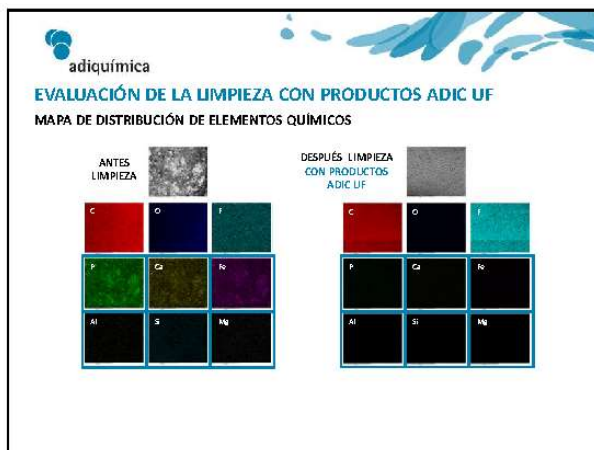 adiquímica
EVALUACIÓN DE LA LIMPIEZA CON PRODUCTOS ADIC UF
MAPA DE DISTRIBUCIÓN DE ELEMENTOS QUÍMICOS
ANTES
LIMPIEZA
C O F
P Ca Fe
Al Si Mg
DESPUÉS LIMPIEZA
CON PRODUCTOS
ADIC UF
C O F
P Ca Fe
Al Si Mg